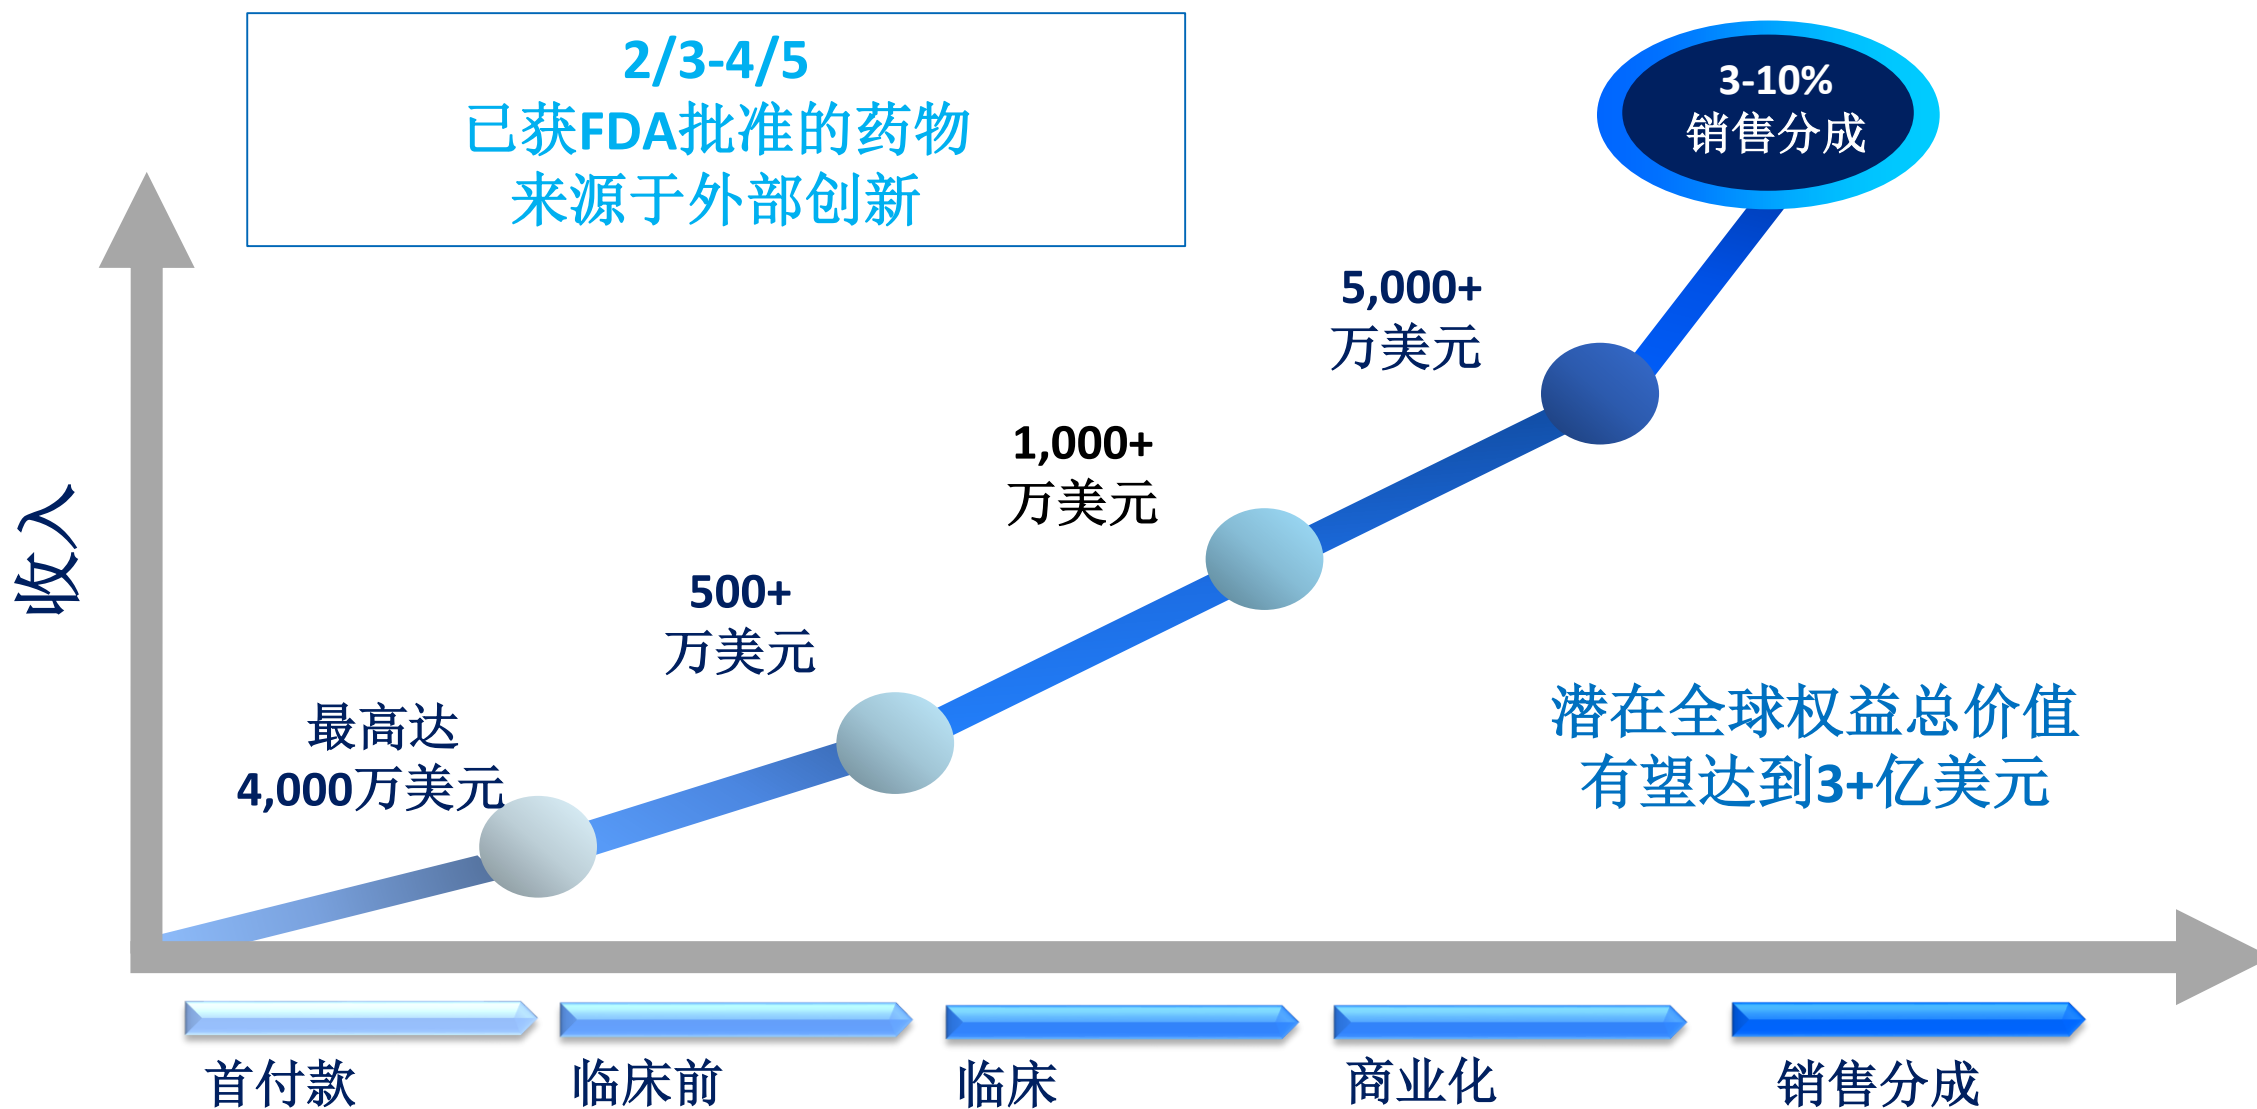 2/3-4/5
已获FDA批准的药物
来源于外部创新
3-10%
销售分成
5,000+
万美元
1,000+
万美元
收入
500+
万美元
最高达
4,000万美元
潜在全球权益总价值
有望达到3+亿美元
首付款
临床前
临床
商业化
销售分成